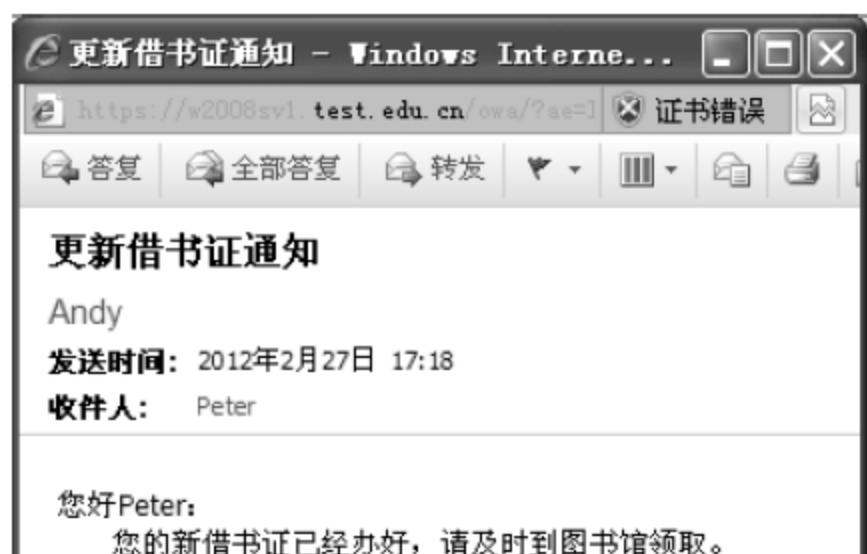 更新借书证通知 - Windows Interne...
https://w2008sv1.test.edu.cn/owa/?ae=I 证书错误
答复 全部答复 转发
更新借书证通知
Andy
发送时间: 2012年2月27日 17:18
收件人: Peter
您好Peter:
您的新借书证已经办好，请及时到图书馆领取。